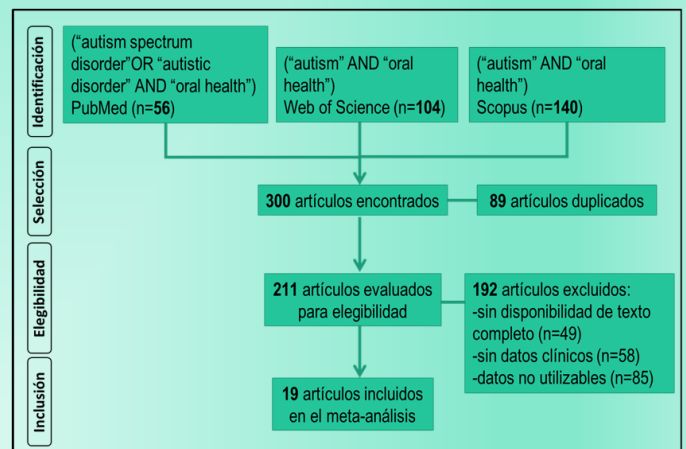 Identificación
(“autism spectrum
disorder”OR “autistic
disorder” AND “oral health”)
PubMed (n=56)
(“autism” AND “oral
health”)
Web of Science (n=104)
(“autism” AND “oral
health”)
Scopus (n=140)
Selección
300 artículos encontrados
89 artículos duplicados
Elegibilidad
211 artículos evaluados
para elegibilidad
192 artículos excluidos:
-sin disponibilidad de texto
completo (n=49)
-sin datos clínicos (n=58)
-datos no utilizables (n=85)
Inclusión
19 artículos incluidos
en el meta-análisis